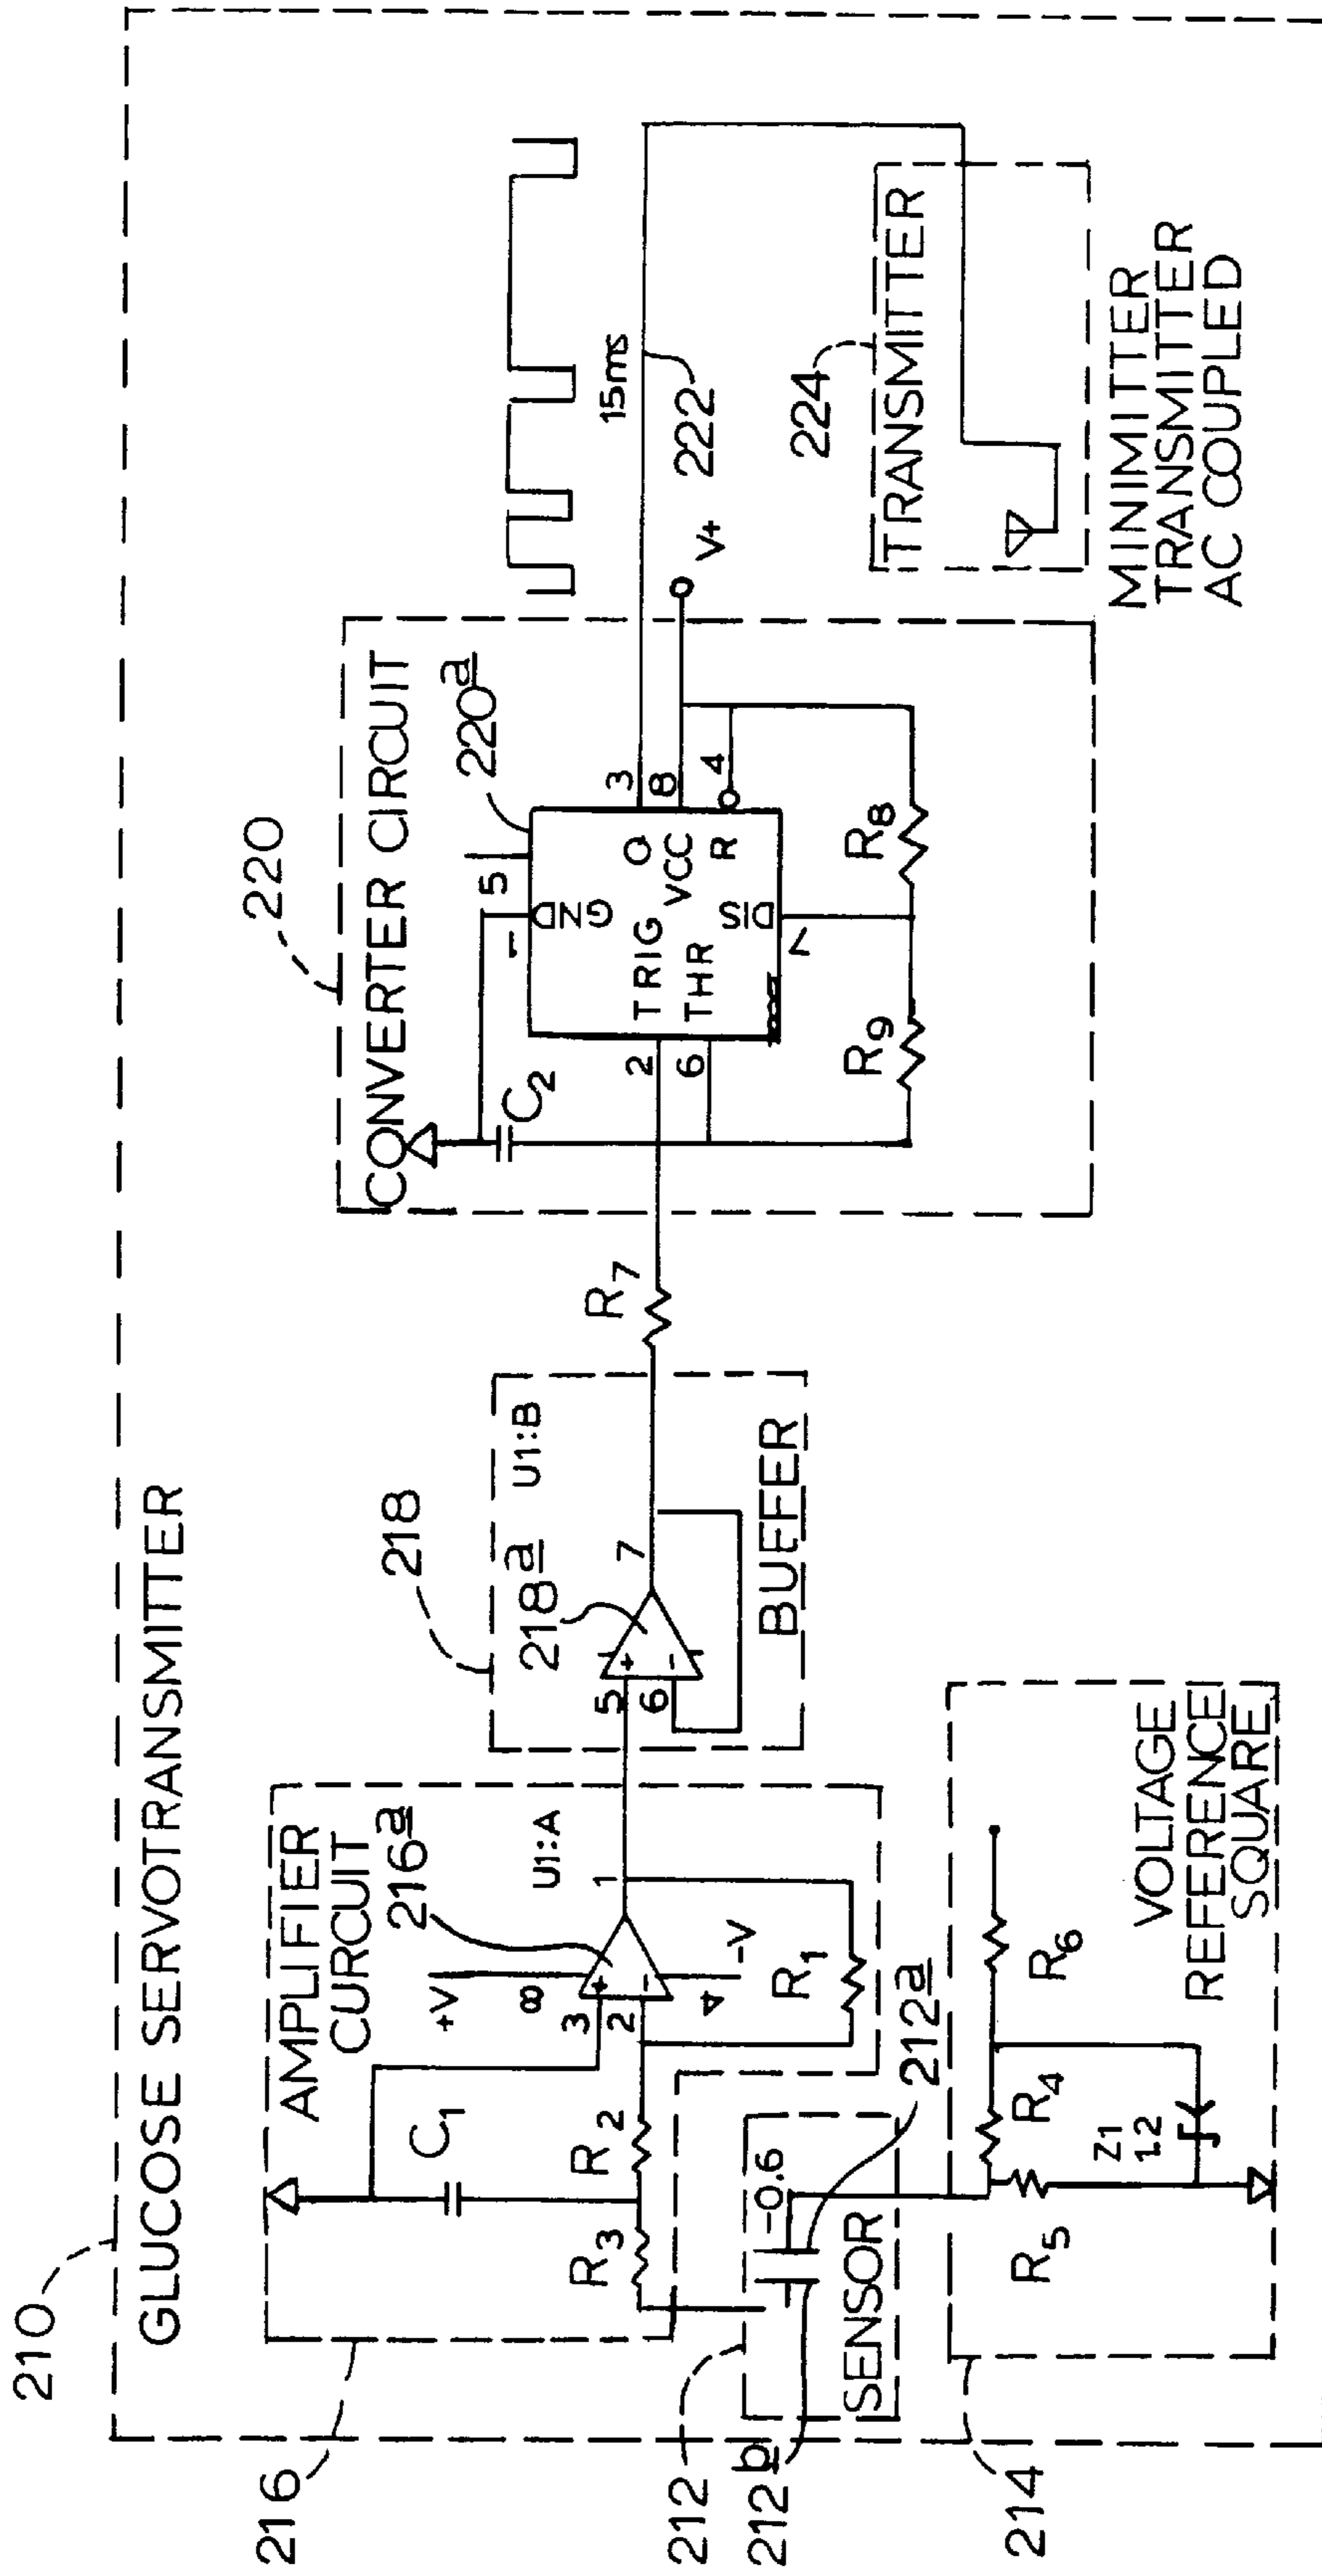 210
GLUCOSE SERVOTRANSMITTER
216
AMPLIFIER
CURCUIT
216a
+V
8
3
2
+
-
1
U1:A
4
-V
C1
R3
R2
R1
212
212b
212a
-0.6
SENSOR
214
R5
R4
R6
Z1
1.2
VOLTAGE
REFERENCE
SQUARE
218
218a
U1:B
5
6
+
-
7
BUFFER
R7
220
CONVERTER CIRCUIT
220a
C2
1
5
2
6
GND
TRIG
THR
Q
VCC
R
DIS
3
8
4
7
R9
R8
V+
15ms
222
224
TRANSMITTER
MINIMITTER
TRANSMITTER
AC COUPLED